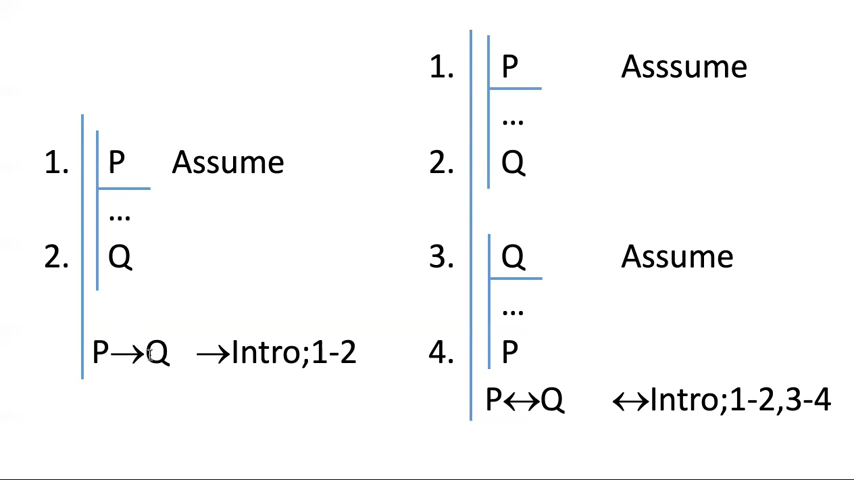 1. P Assume
...
2. Q
P→Q →Intro;1-2
1. P Asssume
...
2. Q
3. Q Assume
...
4. P
P↔Q ↔Intro;1-2,3-4